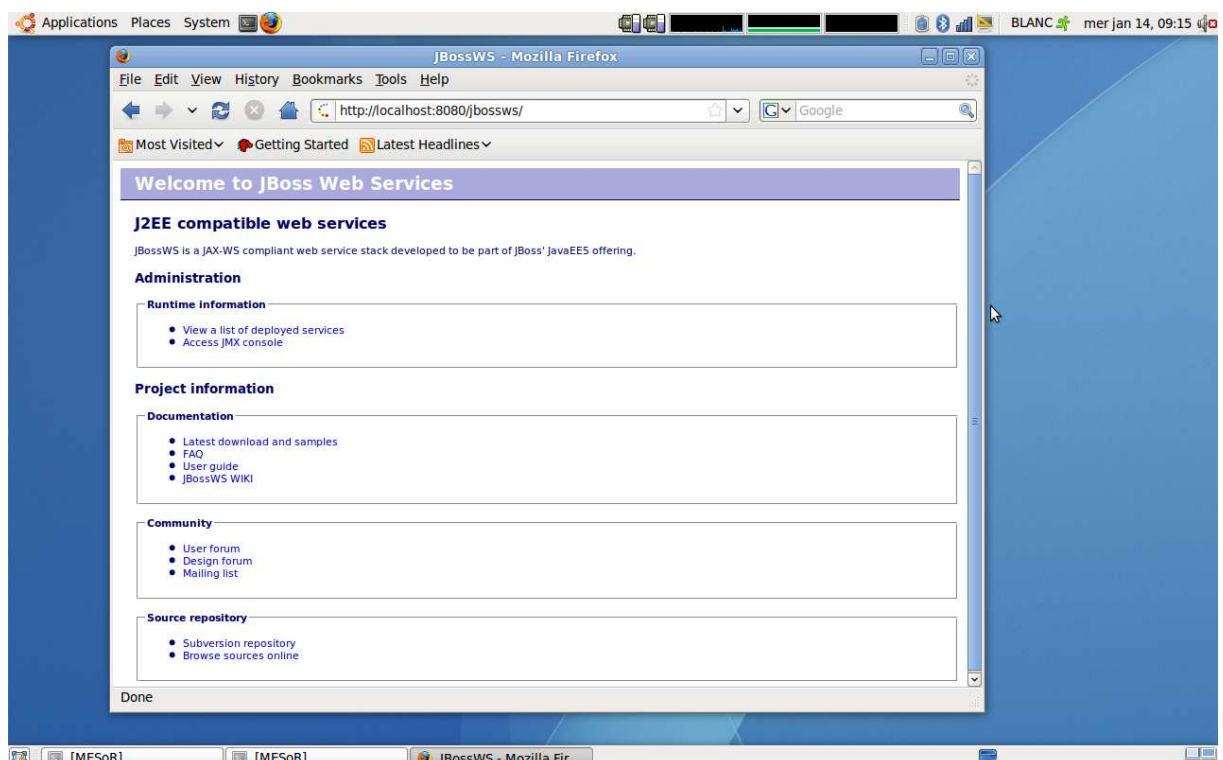 Applications Places System BLANC mer jan 14, 09:15
JBossWS - Mozilla Firefox
File Edit View History Bookmarks Tools Help
http://localhost:8080/jbossws/ G Google
Most Visited Getting Started Latest Headlines
Welcome to JBoss Web Services
J2EE compatible web services
JBossWS is a JAX-WS compliant web service stack developed to be part of JBoss' JavaEE5 offering.
Administration
Runtime information
View a list of deployed services
Access JMX console
Project information
Documentation
Latest download and samples
FAQ
User guide
JBossWS WIKI
Community
User forum
Design forum
Mailing list
Source repository
Subversion repository
Browse sources online
Done
[MESoR] [MESoR] JBossWS - Mozilla Fir...